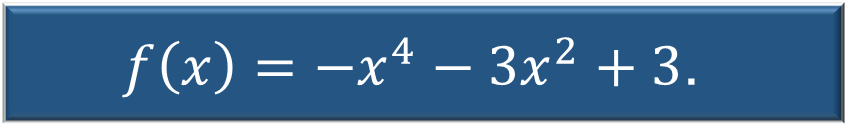 f(x) = −x⁴ − 3x² + 3.